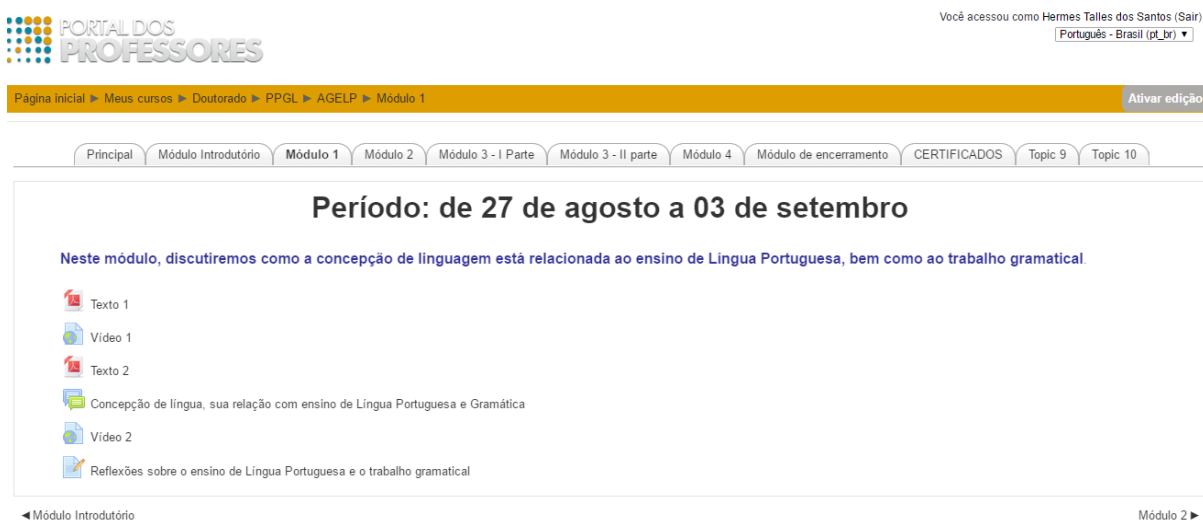 PORTAL DOS
PROFESSORES
Você acessou como Hermes Talles dos Santos (Sair)
Português - Brasil (pt_br) ▼
Página inicial ► Meus cursos ► Doutorado ► PPGL ► AGELP ► Módulo 1
Ativar edição
Principal Módulo Introdutório Módulo 1 Módulo 2 Módulo 3 - I Parte Módulo 3 - II parte Módulo 4 Módulo de encerramento CERTIFICADOS Topic 9 Topic 10
Período: de 27 de agosto a 03 de setembro
Neste módulo, discutiremos como a concepção de linguagem está relacionada ao ensino de Língua Portuguesa, bem como ao trabalho gramatical.
Texto 1
Vídeo 1
Texto 2
Concepção de língua, sua relação com ensino de Língua Portuguesa e Gramática
Vídeo 2
Reflexões sobre o ensino de Língua Portuguesa e o trabalho gramatical
◄Módulo Introdutório
Módulo 2►